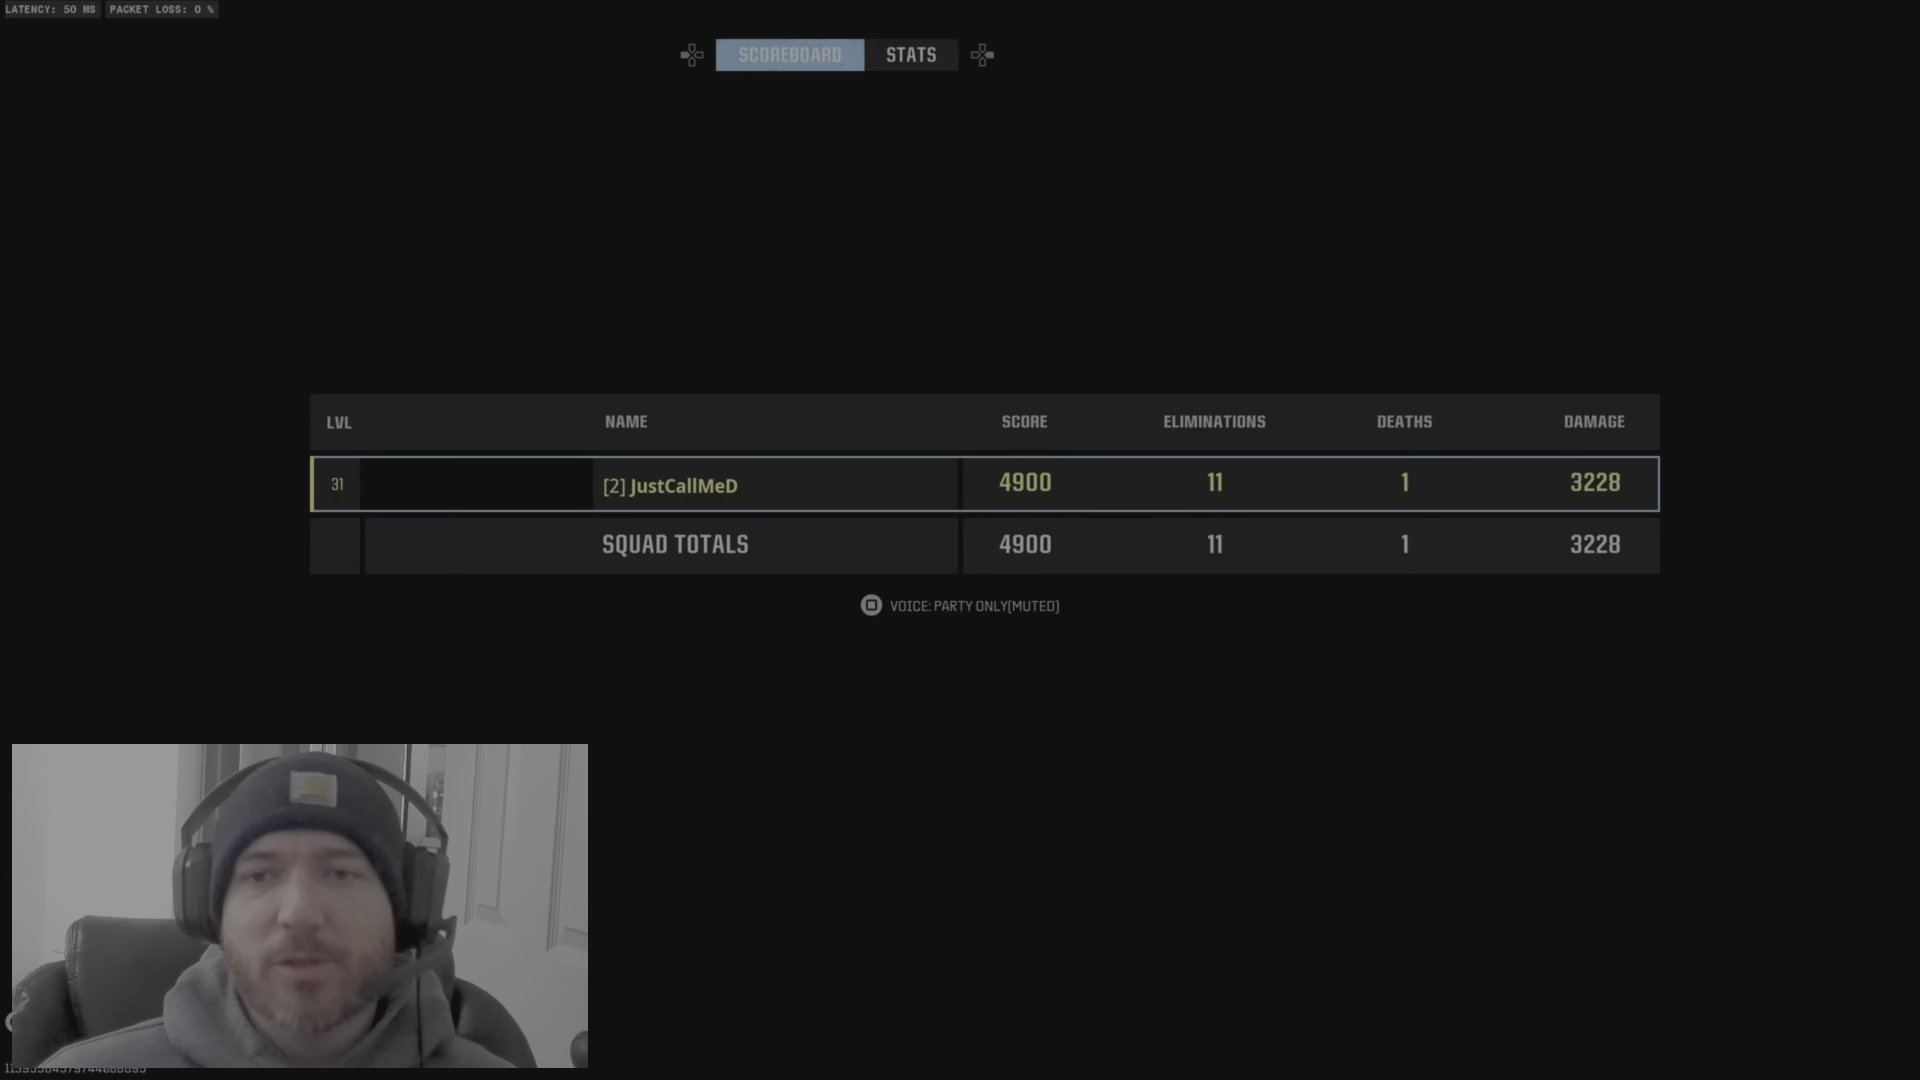 LATENCY: 50 MS PACKET LOSS: 0 %
SCOREBOARD STATS
LVL NAME SCORE ELIMINATIONS DEATHS DAMAGE
31 [2] JustCallMeD 4900 11 1 3228
SQUAD TOTALS 4900 11 1 3228
VOICE: PARTY ONLY(MUTED)